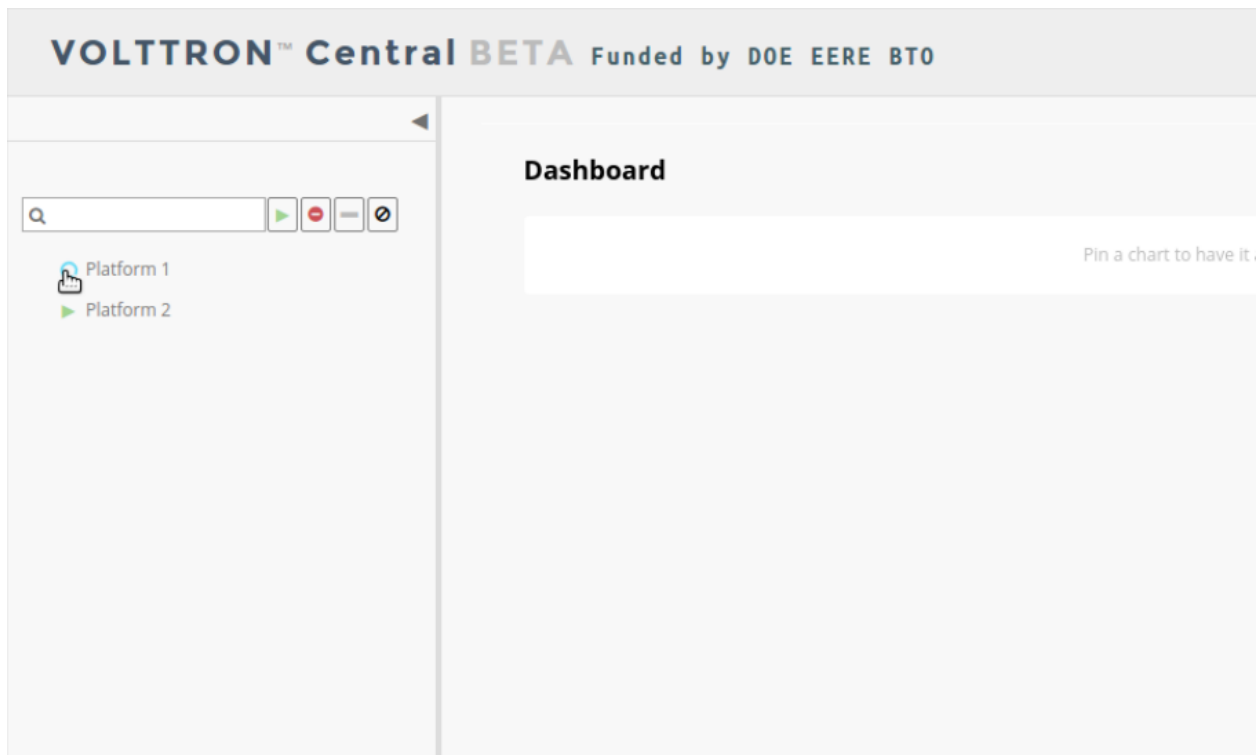 VOLTTRON™ Central BETA Funded by DOE EERE BTO
Dashboard
Pin a chart to have it
Platform 1
Platform 2